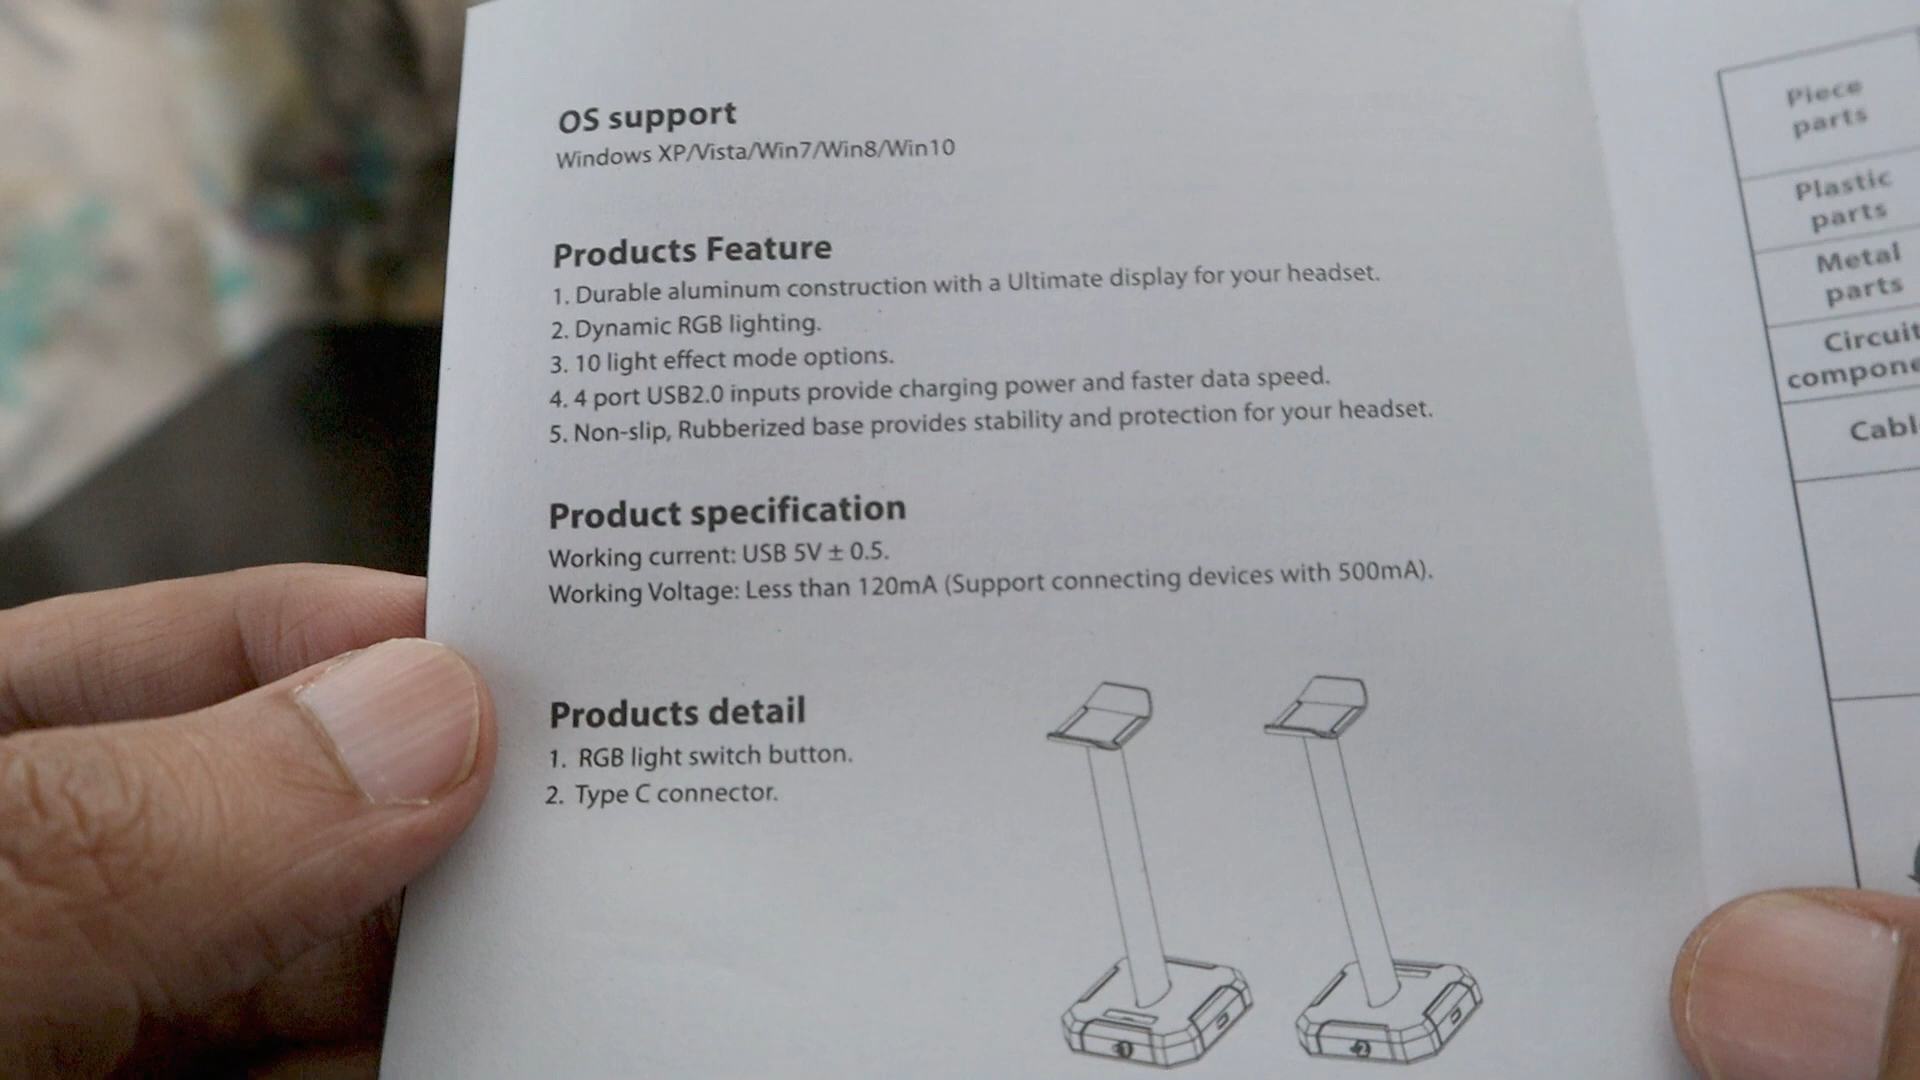 OS support
Windows XP/Vista/Win7/Win8/Win10
Products Feature
1. Durable aluminum construction with a Ultimate display for your headset.
2. Dynamic RGB lighting.
3. 10 light effect mode options.
4. 4 port USB2.0 inputs provide charging power and faster data speed.
5. Non-slip, Rubberized base provides stability and protection for your headset.
Product specification
Working current: USB 5V ± 0.5.
Working Voltage: Less than 120mA (Support connecting devices with 500mA).
Products detail
1. RGB light switch button.
2. Type C connector.
Piece
parts
Plastic
parts
Metal
parts
Circuit